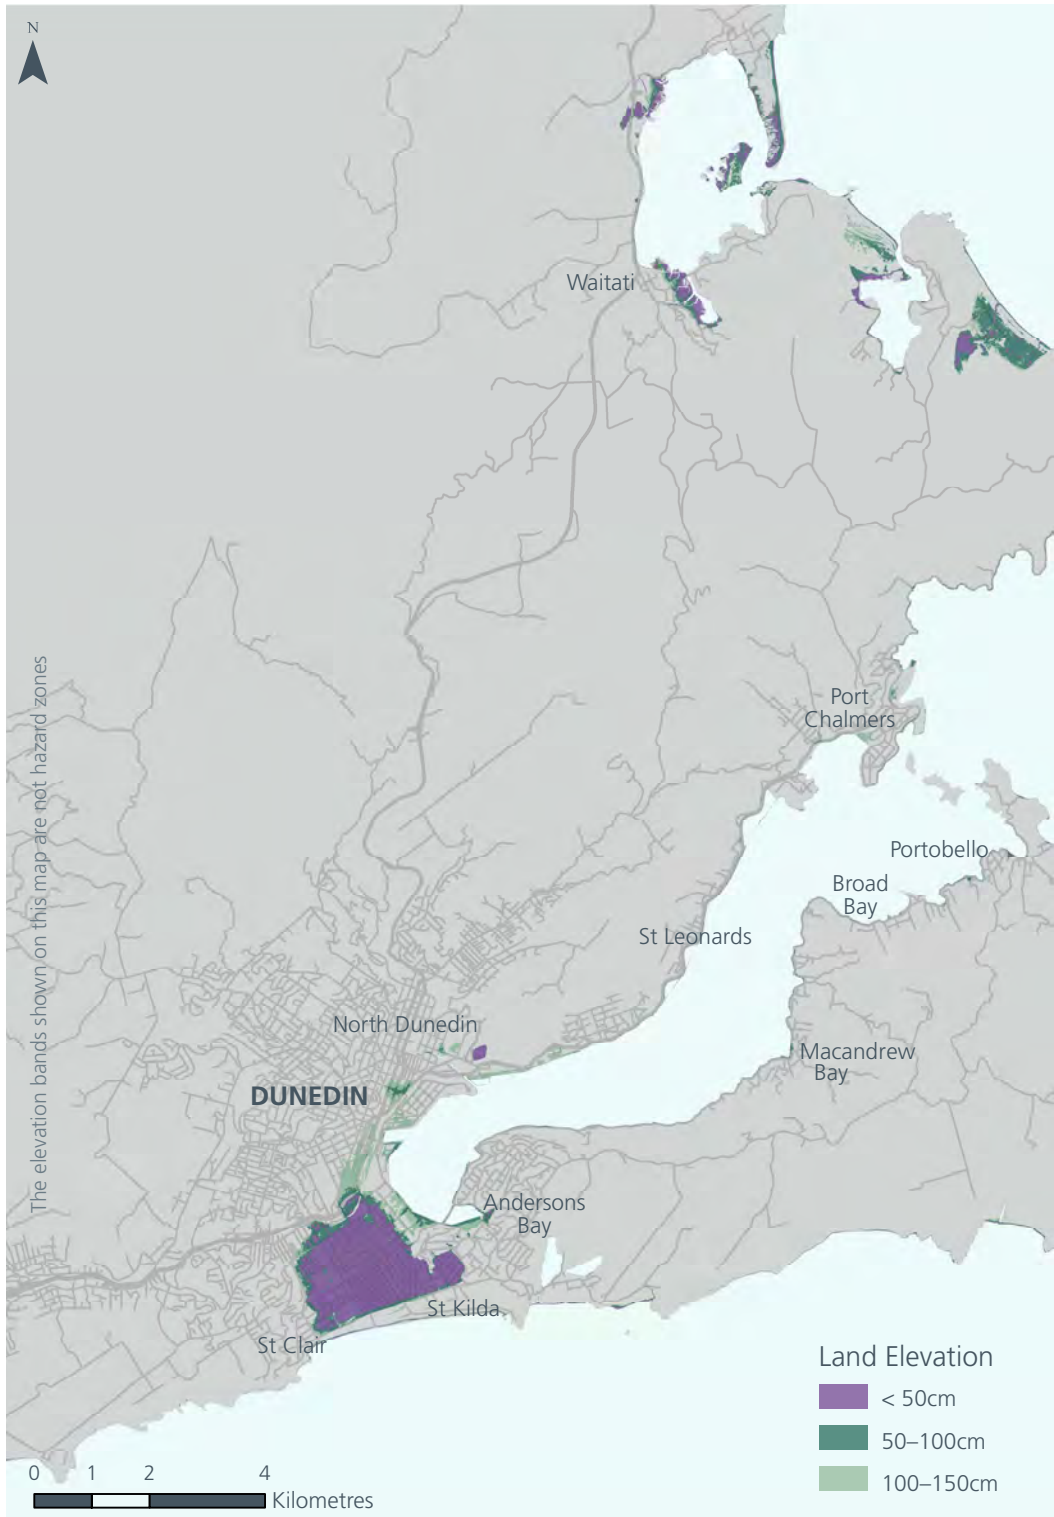 N
Waitati
Port
Chalmers
Portobello
Broad
Bay
St Leonards
North Dunedin
Macandrew
Bay
DUNEDIN
Andersons
Bay
St Kilda
St Clair
The elevation bands shown on this map are not hazard zones
Land Elevation
< 50cm
50–100cm
100–150cm
0 1 2 4
Kilometres